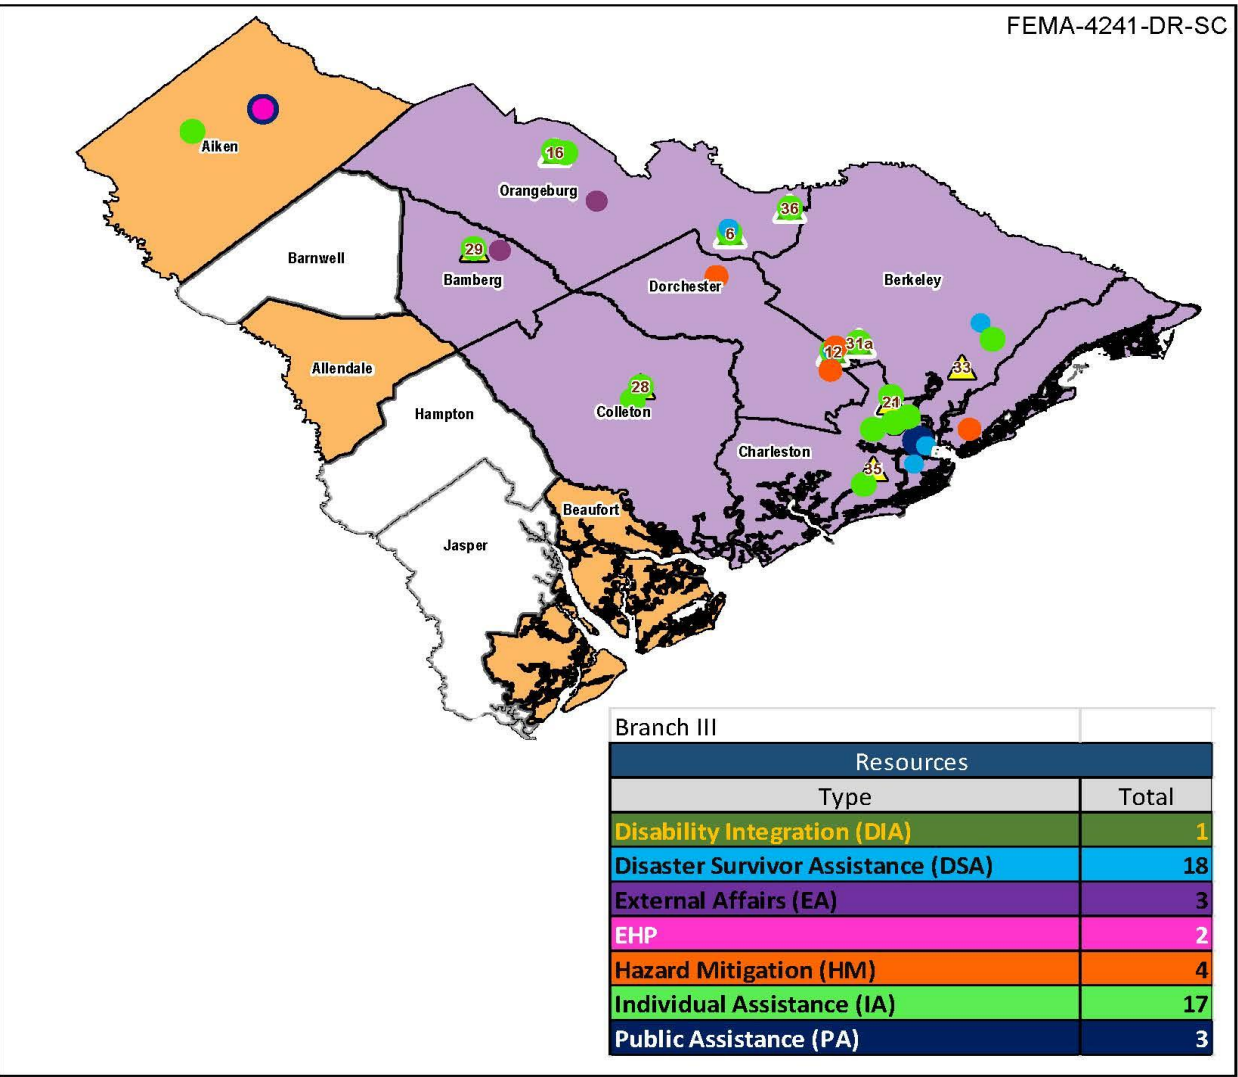 FEMA-4241-DR-SC
Aiken
16
Orangeburg
36
6
29
Barnwell
Bamberg
Dorchester
Berkeley
12
31a
33
Allendale
28
Colleton
21
Hampton
Charleston
35
Beaufort
Jasper
Branch III
Resources
Type Total
Disability Integration (DIA) 1
Disaster Survivor Assistance (DSA) 18
External Affairs (EA) 3
EHP 2
Hazard Mitigation (HM) 4
Individual Assistance (IA) 17
Public Assistance (PA) 3